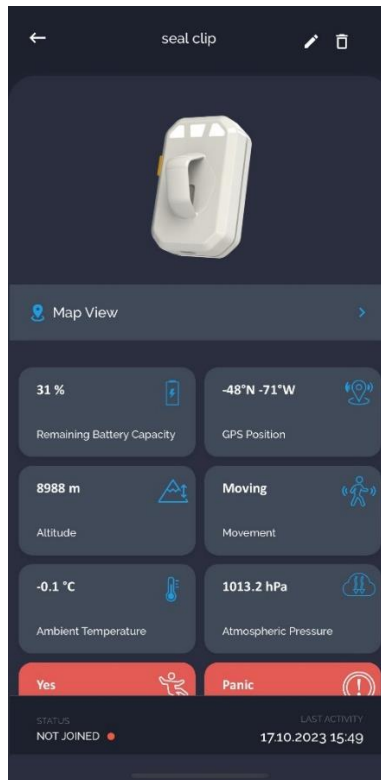 seal clip
Map View
31 %
Remaining Battery Capacity
-48°N -71°W
GPS Position
8988 m
Altitude
Moving
Movement
-0.1 °C
Ambient Temperature
1013.2 hPa
Atmospheric Pressure
Yes
Panic
STATUS
NOT JOINED
LAST ACTIVITY
17.10.2023 15:49